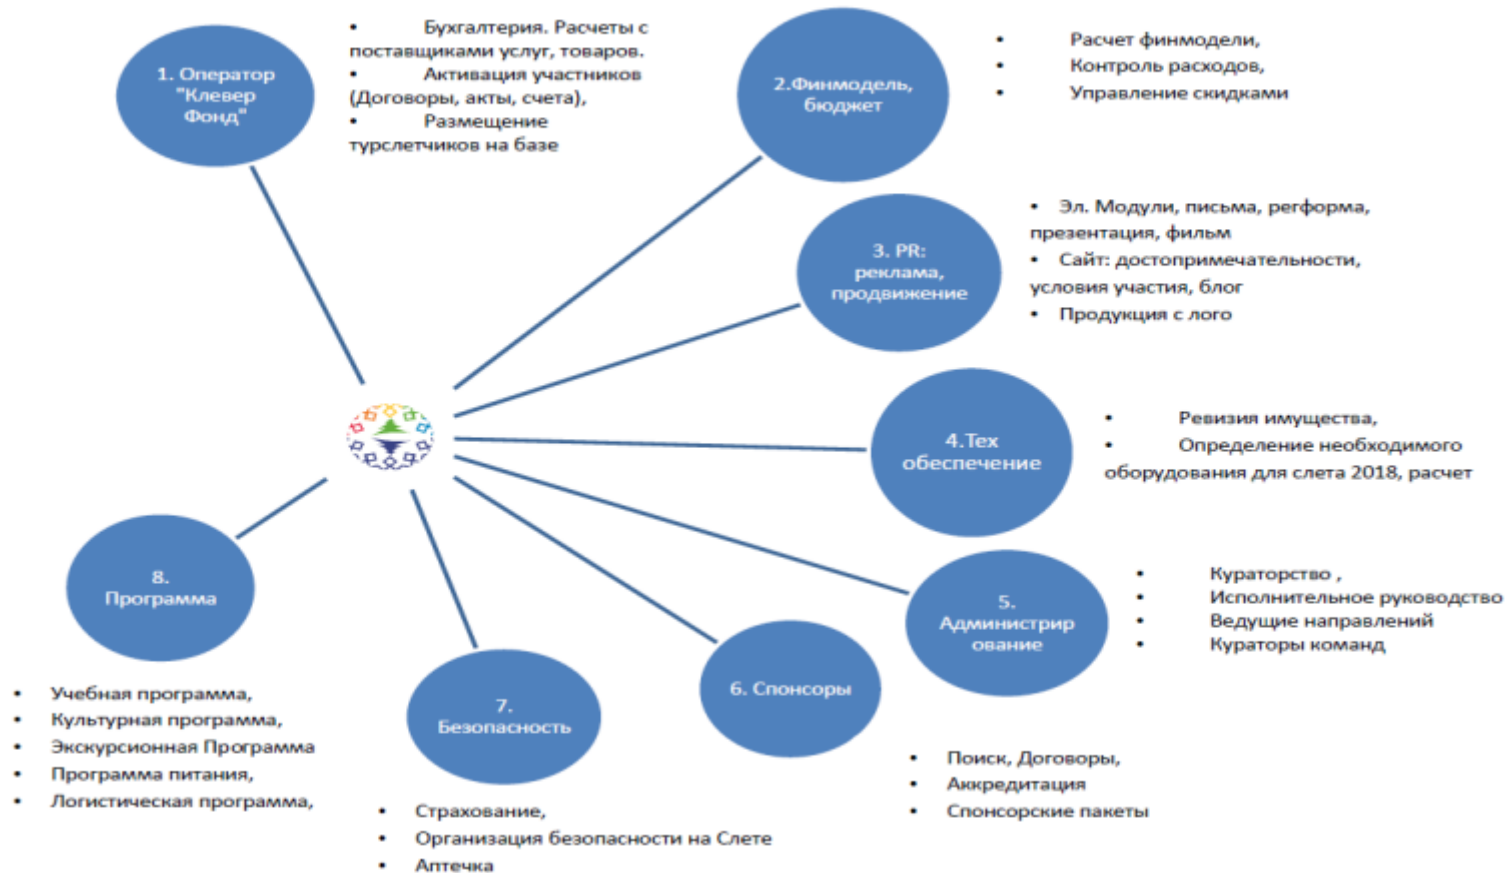 1. Оператор
"Клевер
Фонд"
• Бухгалтерия. Расчеты с
поставщиками услуг, товаров.
• Активация участников
(Договоры, акты, счета),
• Размещение
турслетчиков на базе
2.Финмодель,
бюджет
• Расчет финмодели,
• Контроль расходов,
• Управление скидками
3. PR:
реклама,
продвижение
• Эл. Модули, письма, регформа,
презентация, фильм
• Сайт: достопримечательности,
условия участия, блог
• Продукция с лого
4.Тех
обеспечение
• Ревизия имущества,
• Определение необходимого
оборудования для слета 2018, расчет
5.
Администрир
ование
• Кураторство ,
• Исполнительное руководство
• Ведущие направлений
• Кураторы команд
6. Спонсоры
• Поиск, Договоры,
• Аккредитация
• Спонсорские пакеты
7.
Безопасность
• Страхование,
• Организация безопасности на Слете
• Аптечка
8.
Программа
• Учебная программа,
• Культурная программа,
• Экскурсионная Программа
• Программа питания,
• Логистическая программа,